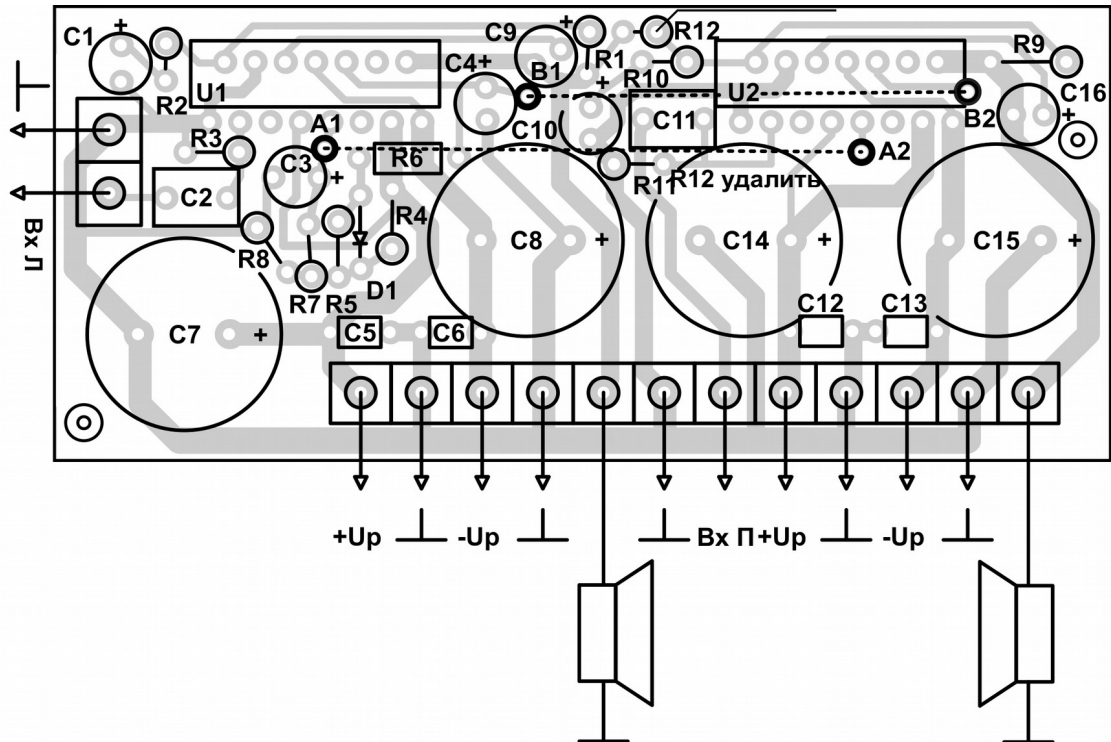 C1
+
R2
U1
R3
C2
Вх Л
C3
+
A1
R6
R4
R8
R7
R5
D1
C7
+
C5
C6
C4+
C9
+
B1
R1
R12
R10
+
C10
C11
R11
R12 удалить
U2
R9
C16
+
B2
A2
C8
+
C14
+
C15
+
C12
C13
+Up
-Up
Вх П
+Up
-Up